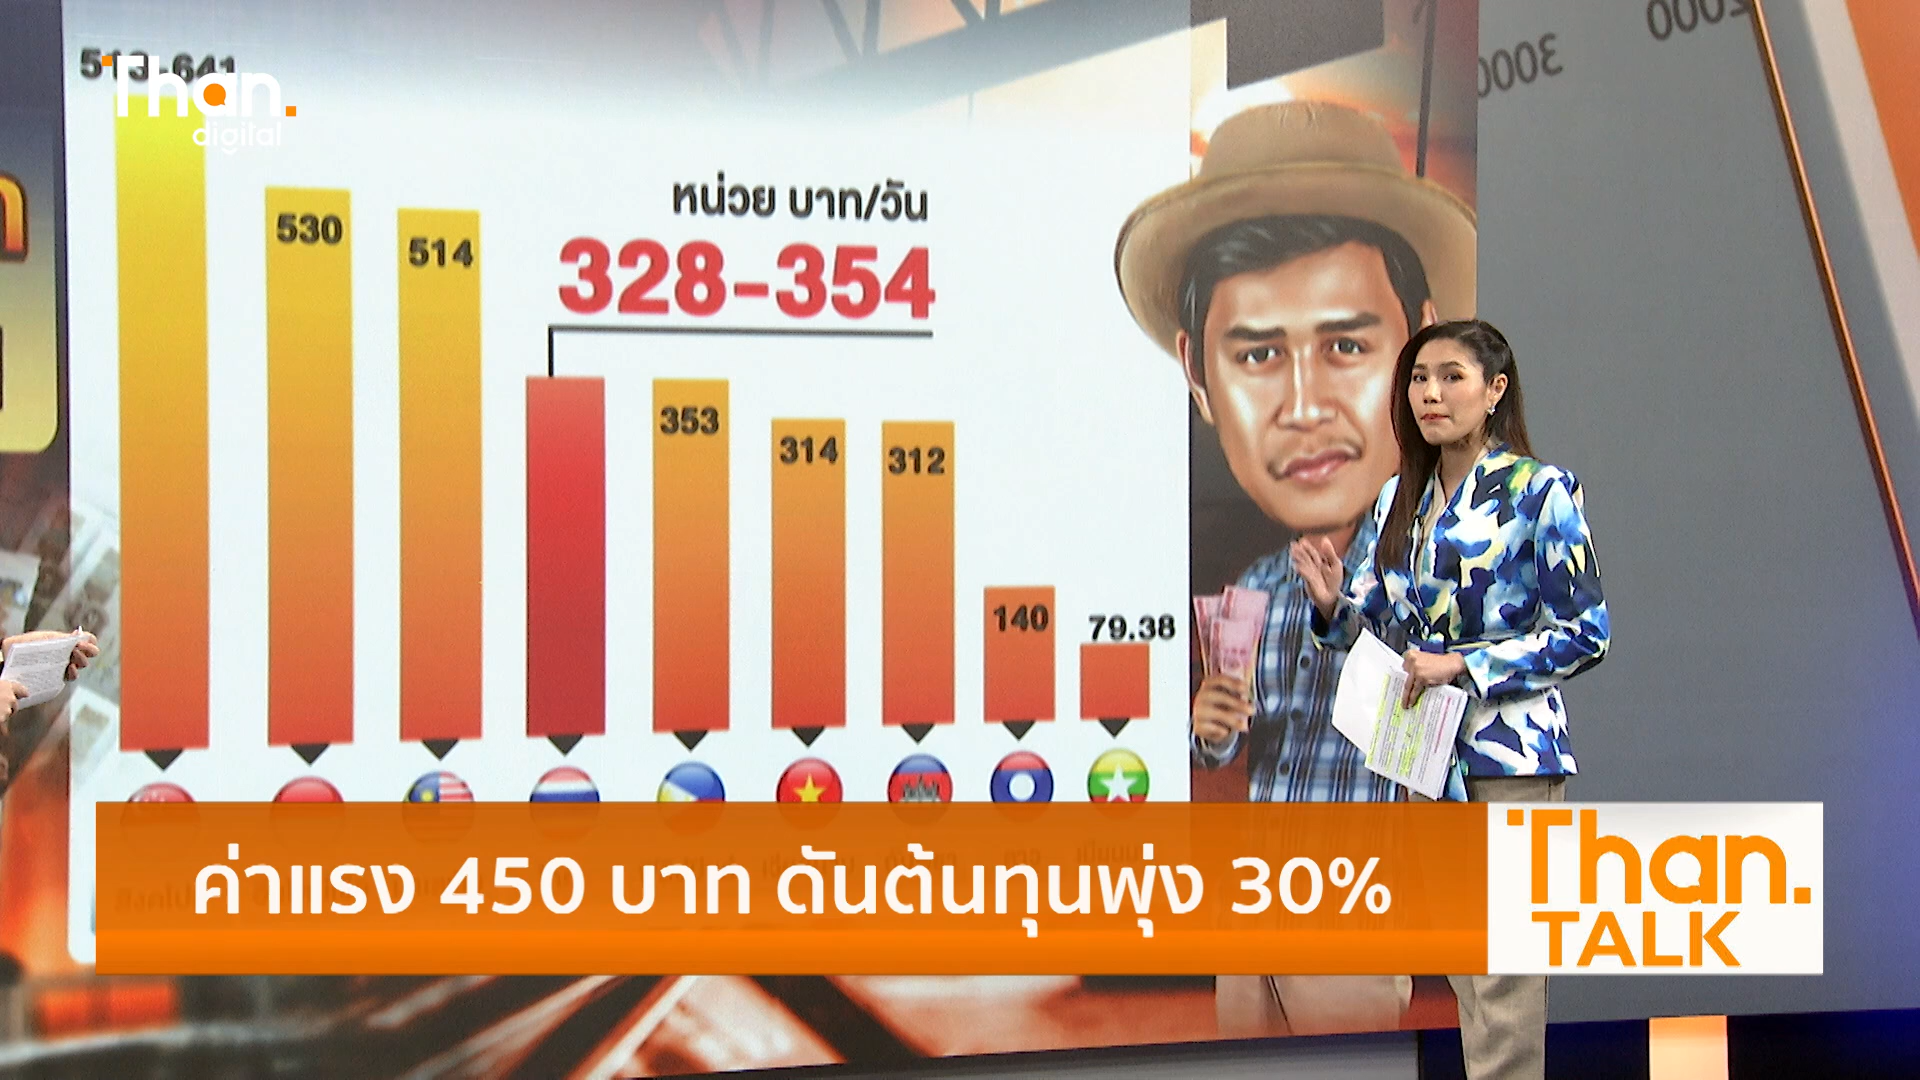 Than.
digital
หน่วย บาท/วัน
328-354
530
514
353
314
312
140
79.38
3000
ค่าแรง 450 บาท ดันต้นทุนพุ่ง 30%
Than.
TALK